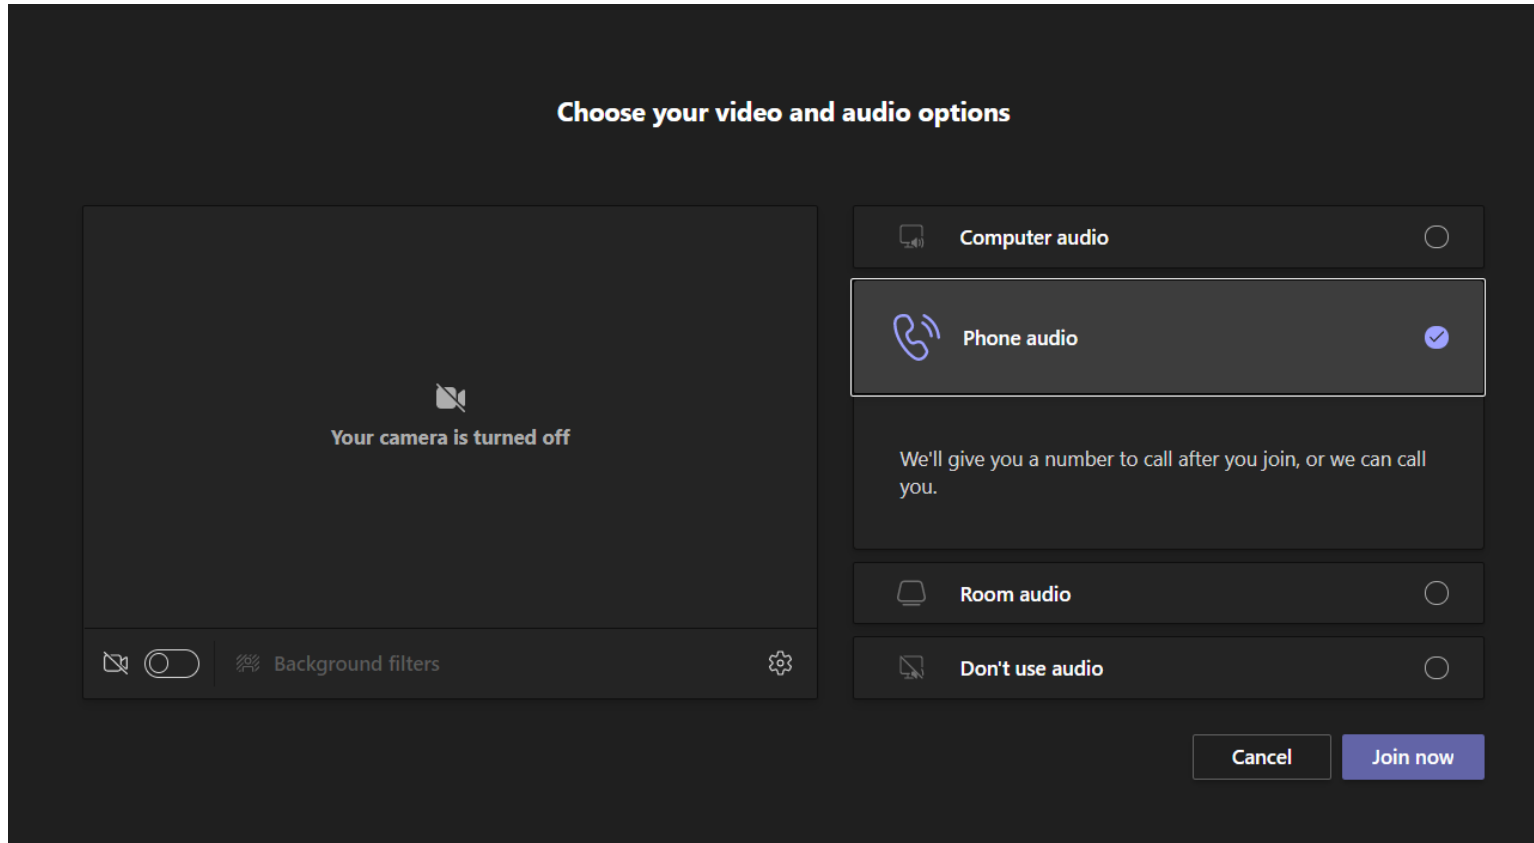 Choose your video and audio options
Your camera is turned off
Background filters
Computer audio
Phone audio
We'll give you a number to call after you join, or we can call
you.
Room audio
Don't use audio
Cancel
Join now